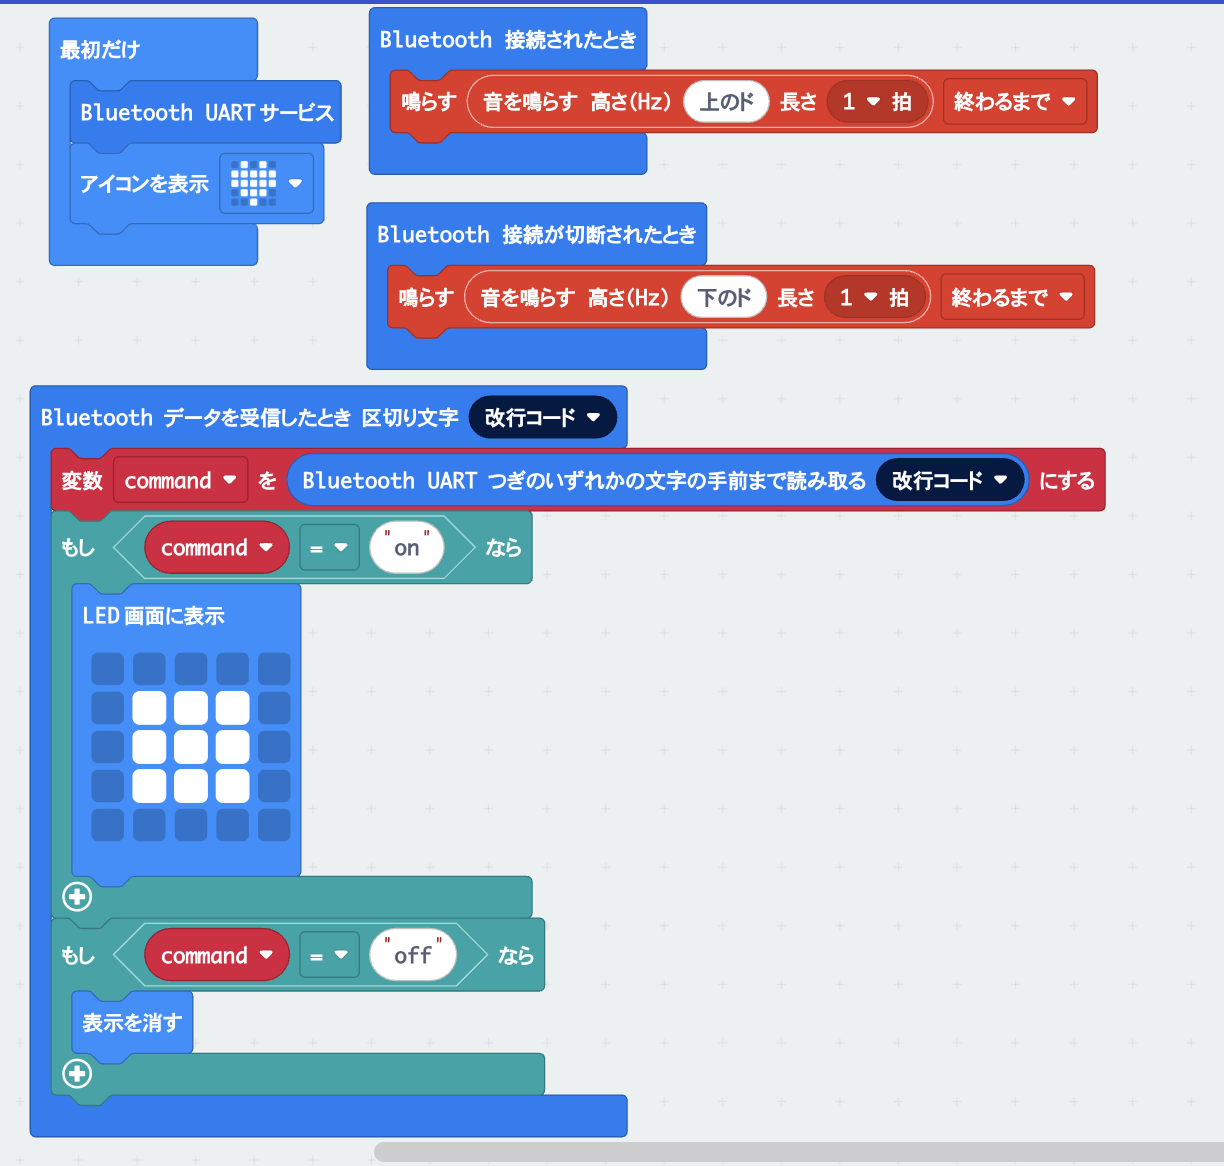 最初だけ
Bluetooth UARTサービス
アイコンを表示
Bluetooth 接続されたとき
鳴らす 音を鳴らす 高さ(Hz) 上のド 長さ 1 拍 終わるまで
Bluetooth 接続が切断されたとき
鳴らす 音を鳴らす 高さ(Hz) 下のド 長さ 1 拍 終わるまで
Bluetooth データを受信したとき 区切り文字 改行コード
変数 command を Bluetooth UART つぎのいずれかの文字の手前まで読み取る 改行コード にする
もし command = "on" なら
LED画面に表示
もし command = "off" なら
表示を消す